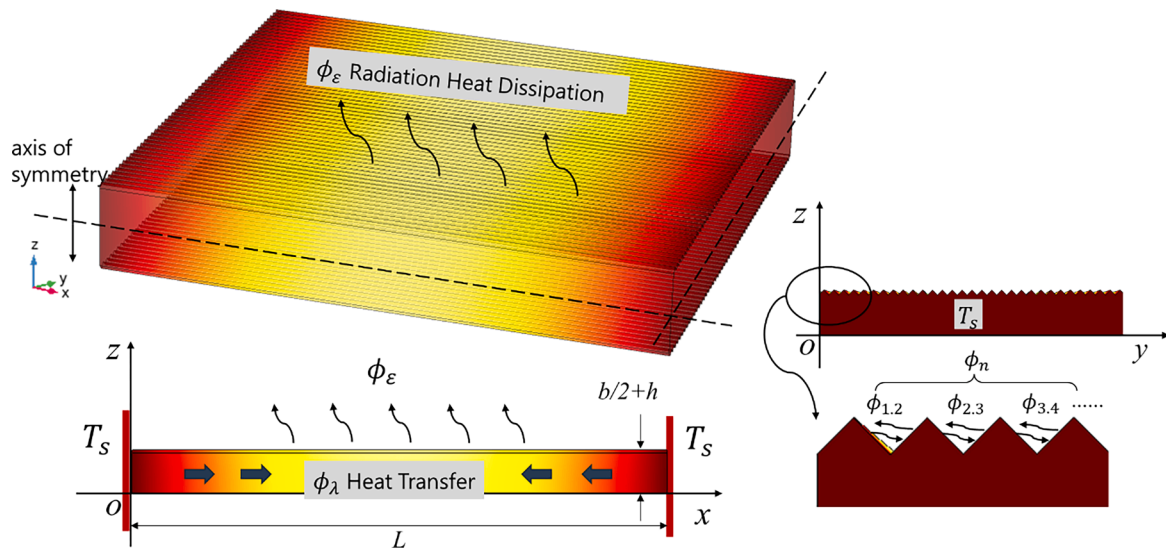 ϕε Radiation Heat Dissipation
axis of
symmetry
z
y
x
z
ϕε
b/2+h
Ts
Ts
ϕλ Heat Transfer
o
x
L
z
Ts
o
y
ϕn
ϕ1.2
ϕ2.3
ϕ3.4
......